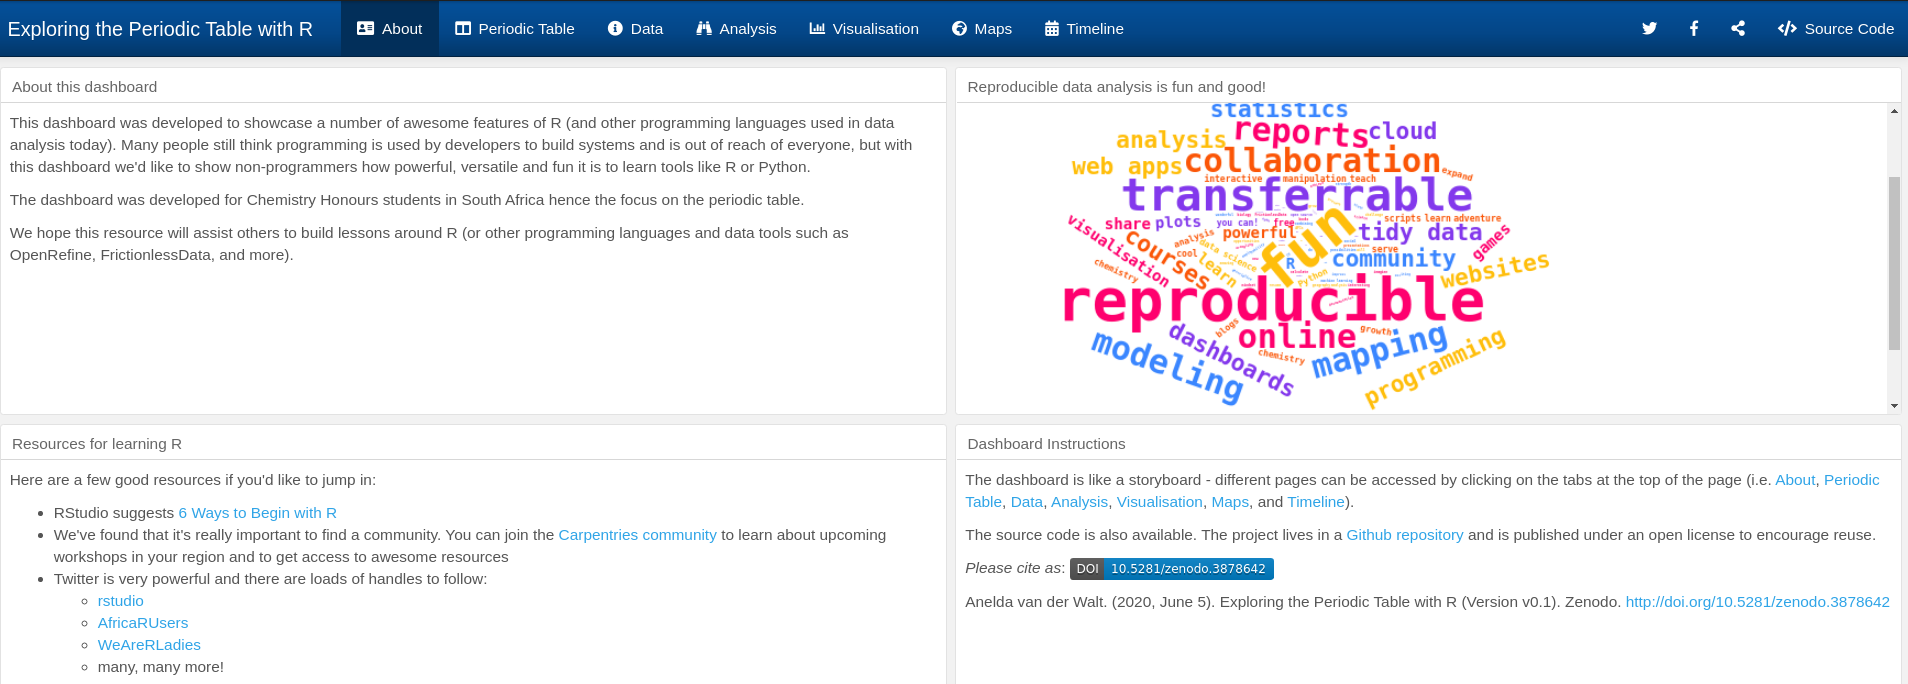 Exploring the Periodic Table with R
About
Periodic Table
Data
Analysis
Visualisation
Maps
Timeline
Source Code
About this dashboard
This dashboard was developed to showcase a number of awesome features of R (and other programming languages used in data
analysis today). Many people still think programming is used by developers to build systems and is out of reach of everyone, but with
this dashboard we'd like to show non-programmers how powerful, versatile and fun it is to learn tools like R or Python.
The dashboard was developed for Chemistry Honours students in South Africa hence the focus on the periodic table.
We hope this resource will assist others to build lessons around R (or other programming languages and data tools such as
OpenRefine, FrictionlessData, and more).
Reproducible data analysis is fun and good!
statistics
reports
cloud
analysis
web apps
collaboration
expand
interactive
manipulation
teach
transferrable
share
plots
you can!
free
fun
scripts
learn
adventure
visualisation
courses
analysis
powerful
tidy data
games
cool
data science
learn
R
serve
community
websites
chemistry
Python
reproducible
blogs
online
growth
modeling
dashboards
chemistry
mapping
programming
Resources for learning R
Here are a few good resources if you'd like to jump in:
RStudio suggests 6 Ways to Begin with R
We've found that it's really important to find a community. You can join the Carpentries community to learn about upcoming
workshops in your region and to get access to awesome resources
Twitter is very powerful and there are loads of handles to follow:
rstudio
AfricaRUsers
WeAreRLadies
many, many more!
Dashboard Instructions
The dashboard is like a storyboard - different pages can be accessed by clicking on the tabs at the top of the page (i.e. About, Periodic
Table, Data, Analysis, Visualisation, Maps, and Timeline).
The source code is also available. The project lives in a Github repository and is published under an open license to encourage reuse.
Please cite as: DOI 10.5281/zenodo.3878642
Anelda van der Walt. (2020, June 5). Exploring the Periodic Table with R (Version v0.1). Zenodo. http://doi.org/10.5281/zenodo.3878642